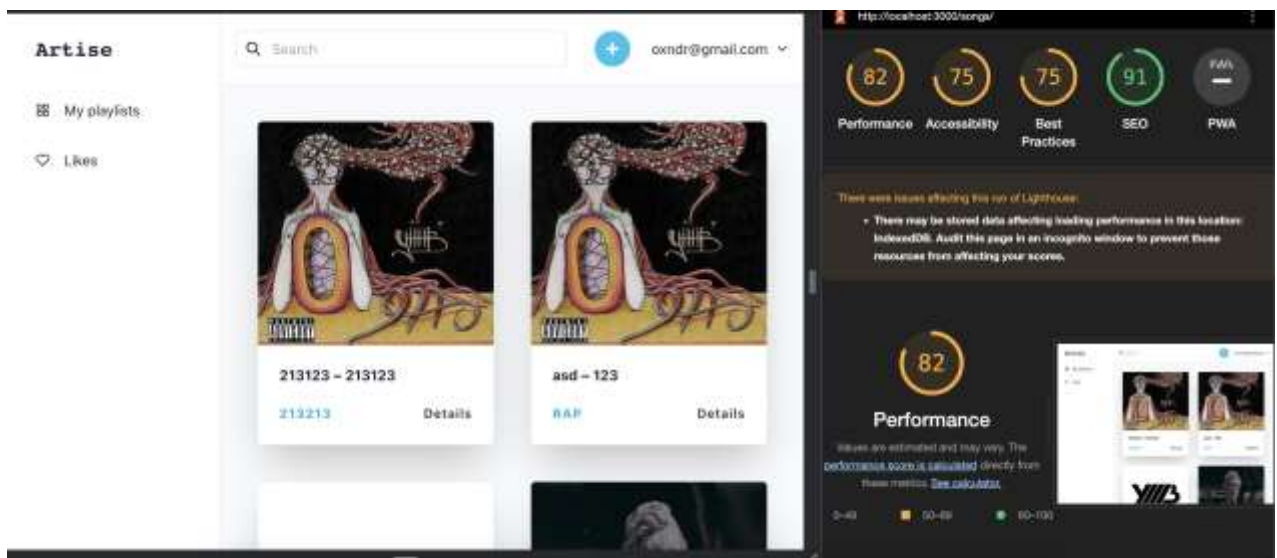 Artise
Search
+
oxndr@gmail.com
My playlists
Likes
213123 – 213123
213213
Details
asd – 123
RAP
Details
http://localhost:3000/songs/
82
75
75
91
PWA
Performance
Accessibility
Best
Practices
SEO
PWA
There were issues affecting this run of Lighthouse:
• There may be stored data affecting loading performance in this location:
IndexedDB. Audit this page in an incognito window to prevent those
resources from affecting your scores.
82
Performance
Values are estimated and may vary. The
performance score is calculated directly from
these metrics. See calculator.
0–49
50–89
90–100